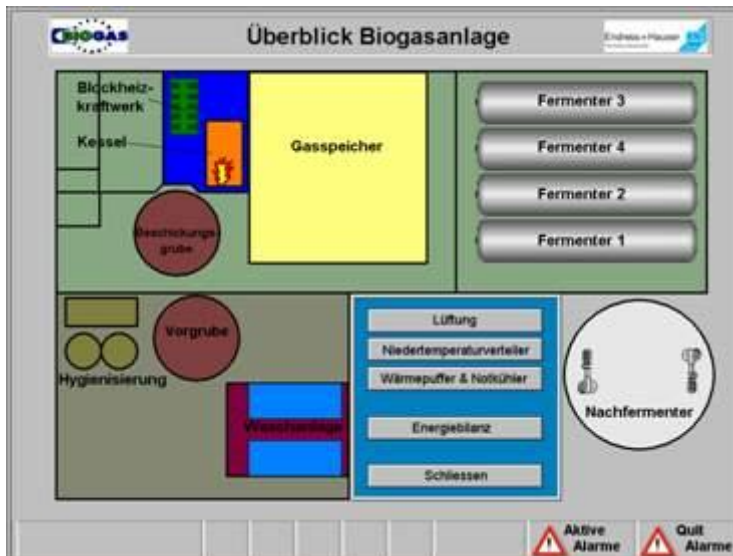 BIOGAS
Überblick Biogasanlage
Endress+Hauser
Blockheiz-
kraftwerk
Kessel
Gasspeicher
Fermenter 3
Fermenter 4
Fermenter 2
Fermenter 1
Beschickungs
grube
Vorgrube
Hygienisierung
Waschanlage
Lüftung
Niedertemperaturverteiler
Wärmepuffer & Notkühler
Energiebilanz
Schliessen
Nachfermenter
Aktive
Alarme
Quit
Alarme